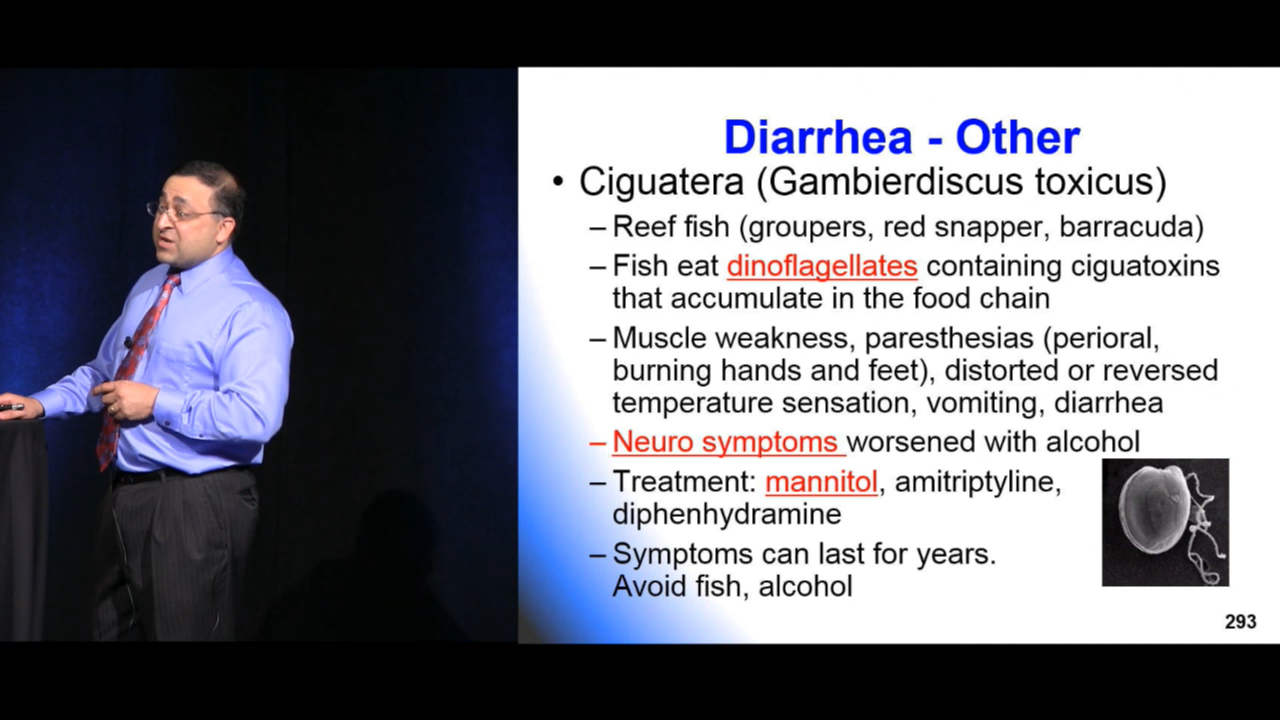 Diarrhea - Other
• Ciguatera (Gambierdiscus toxicus)
– Reef fish (groupers, red snapper, barracuda)
– Fish eat dinoflagellates containing ciguatoxins
that accumulate in the food chain
– Muscle weakness, paresthesias (perioral,
burning hands and feet), distorted or reversed
temperature sensation, vomiting, diarrhea
– Neuro symptoms worsened with alcohol
– Treatment: mannitol, amitriptyline,
diphenhydramine
– Symptoms can last for years.
Avoid fish, alcohol
293